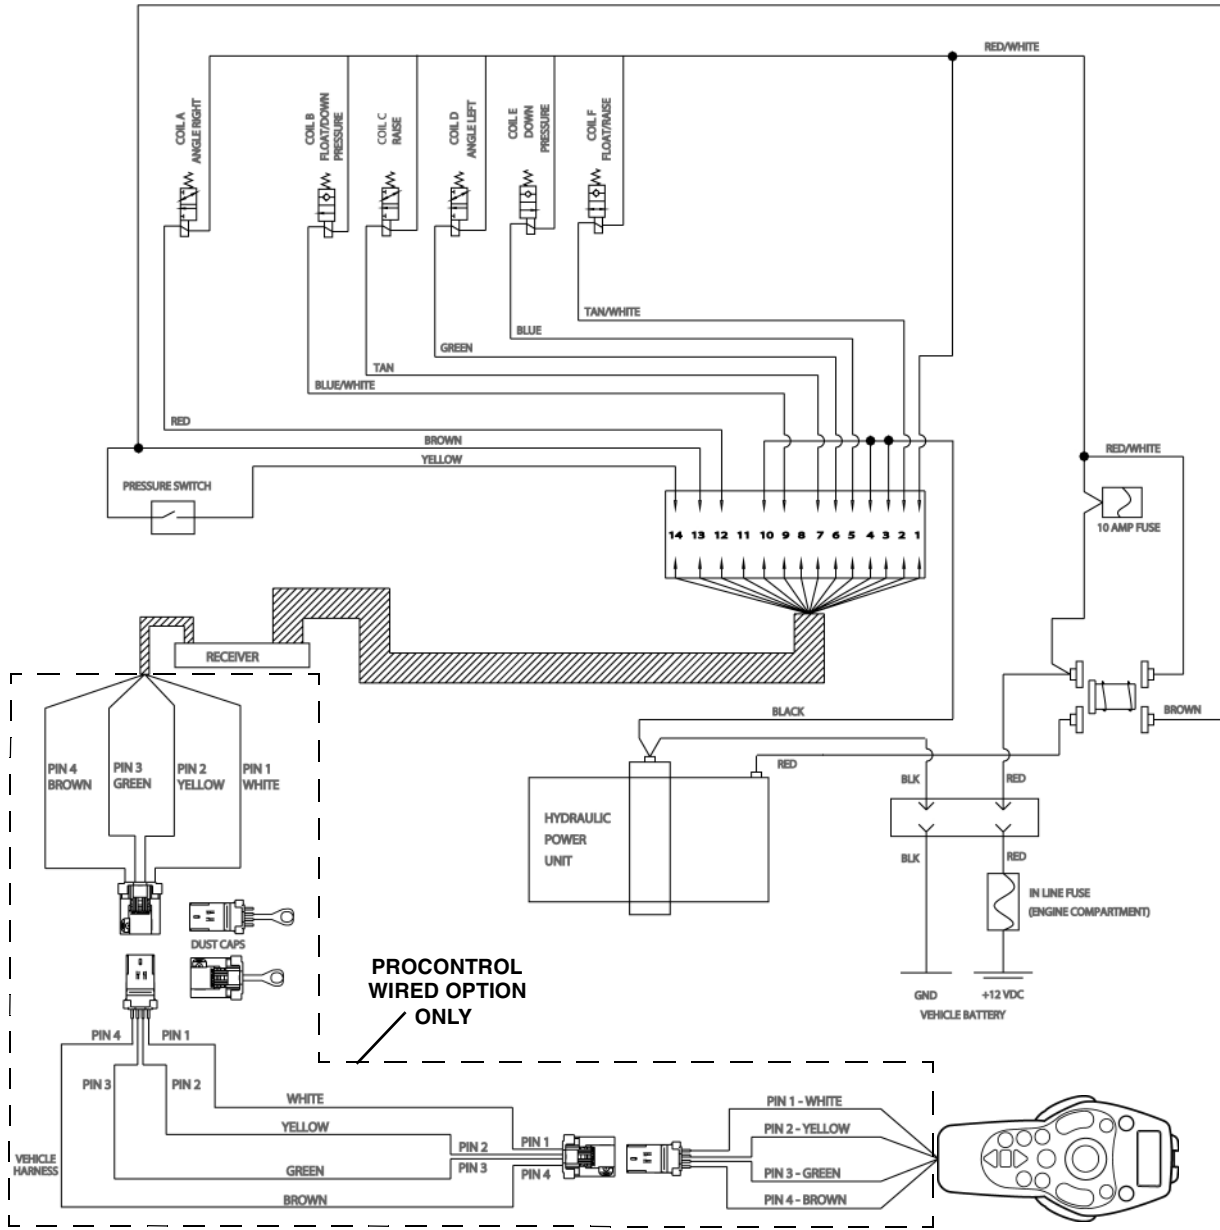 RED/WHITE
COIL A
ANGLE RIGHT
COIL B
FLOAT/DOWN
PRESSURE
COIL C
RAISE
COIL D
ANGLE LEFT
COIL E
DOWN
PRESSURE
COIL F
FLOAT/RAISE
TAN/WHITE
BLUE
GREEN
TAN
BLUE/WHITE
RED
BROWN
YELLOW
RED/WHITE
PRESSURE SWITCH
10 AMP FUSE
14 13 12 11 10 9 8 7 6 5 4 3 2 1
RECEIVER
BLACK
BROWN
RED
PIN 4
BROWN
PIN 3
GREEN
PIN 2
YELLOW
PIN 1
WHITE
BLK
RED
HYDRAULIC
POWER
UNIT
BLK
RED
IN LINE FUSE
(ENGINE COMPARTMENT)
DUST CAPS
PROCONTROL
WIRED OPTION
ONLY
GND
+12 VDC
VEHICLE BATTERY
PIN 4
PIN 1
PIN 3
PIN 2
WHITE
YELLOW
GREEN
BROWN
VEHICLE
HARNESS
PIN 2
PIN 3
PIN 1
PIN 4
PIN 1 - WHITE
PIN 2 - YELLOW
PIN 3 - GREEN
PIN 4 - BROWN